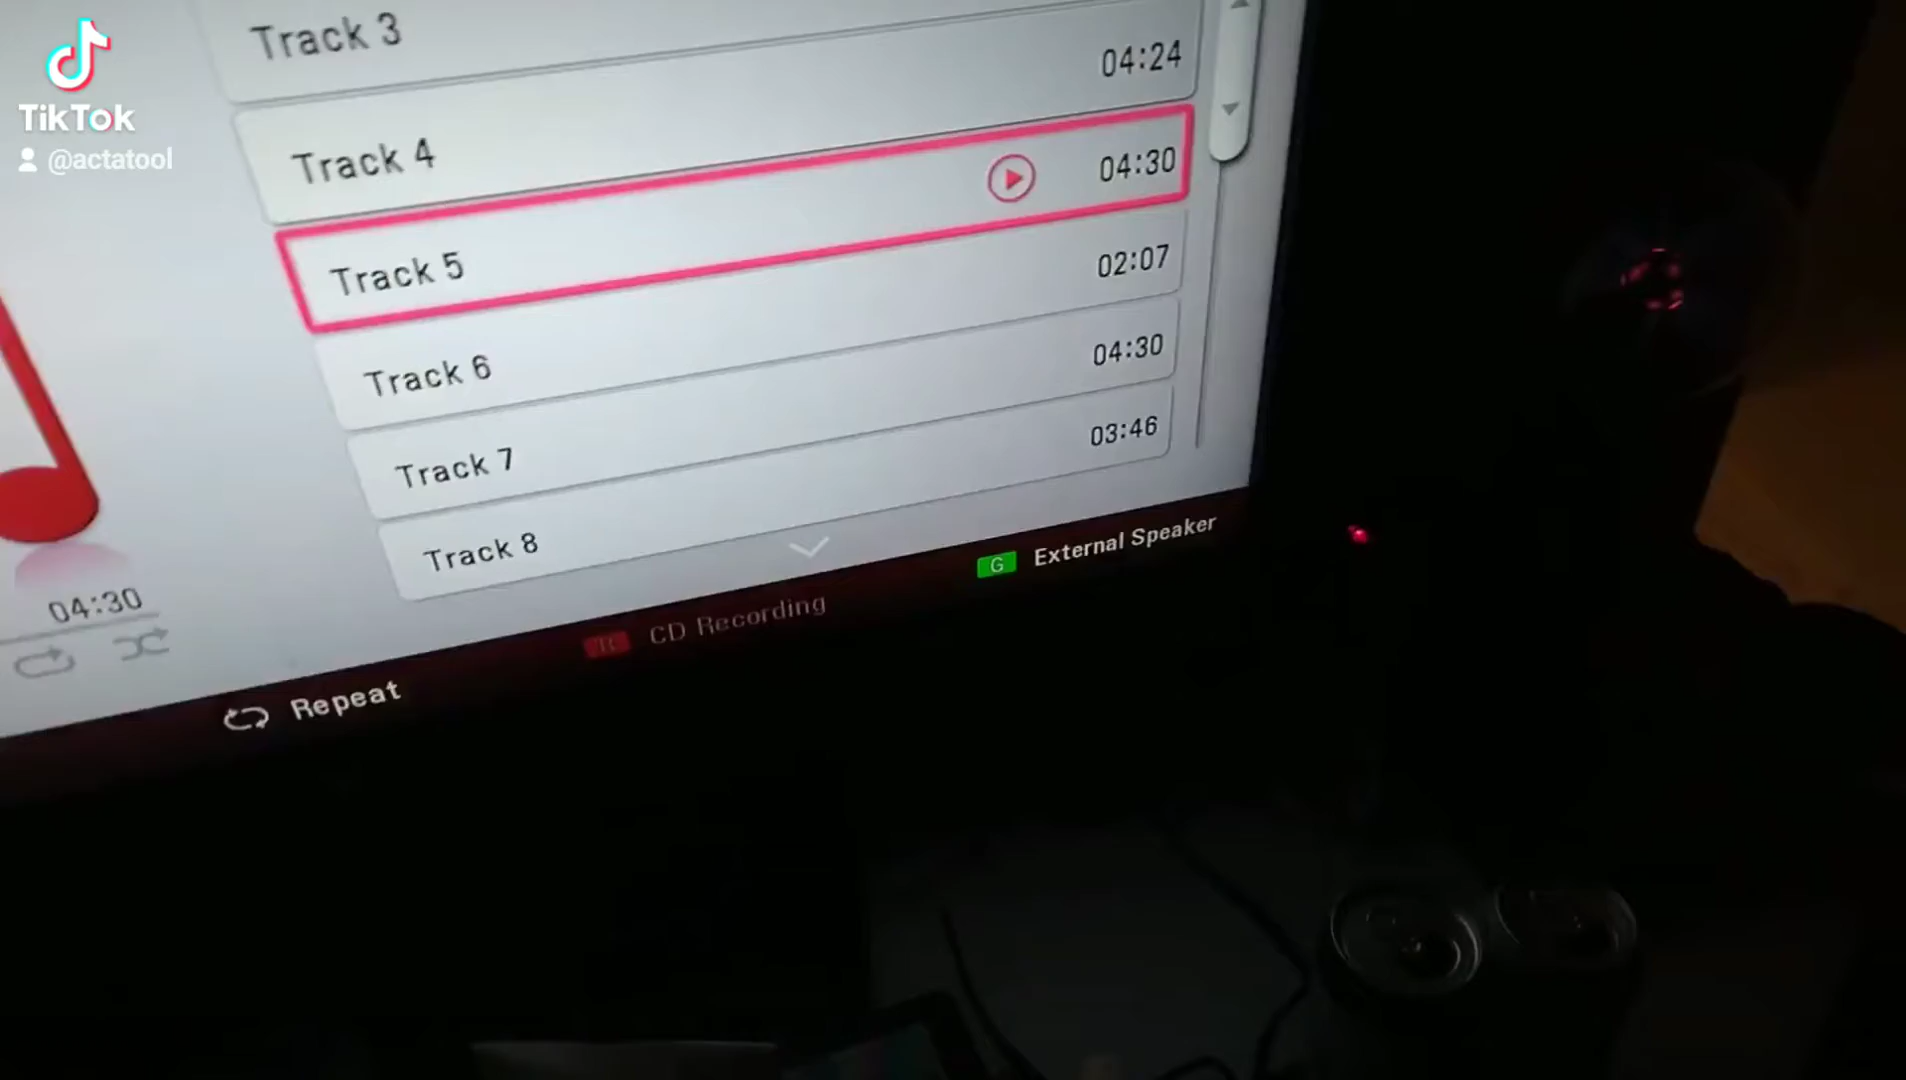 TikTok
@actatool
Track 3
04:24
Track 4
04:30
Track 5
02:07
Track 6
04:30
Track 7
03:46
Track 8
04:30
Repeat
CD Recording
G External Speaker